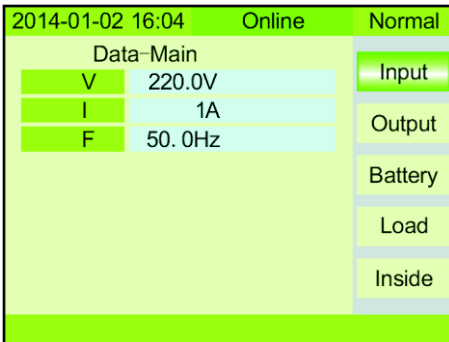 2014-01-02 16:04 Online Normal
Data-Main
V 220.0V
I 1A
F 50.0Hz
Input
Output
Battery
Load
Inside